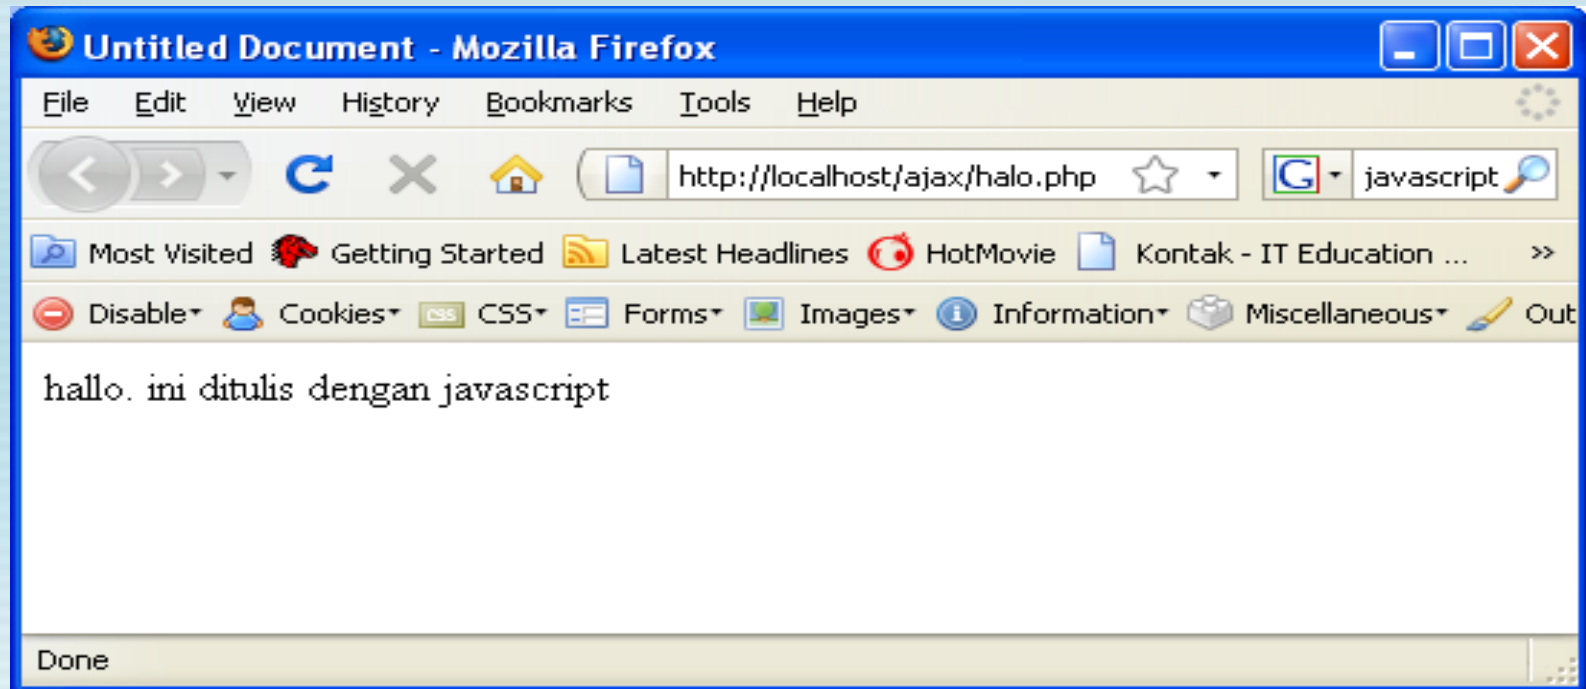 Untitled Document - Mozilla Firefox
File Edit View History Bookmarks Tools Help
http://localhost/ajax/halo.php G javascript
Most Visited Getting Started Latest Headlines HotMovie Kontak - IT Education ... »
Disable Cookies CSS CSS Forms Images Information Miscellaneous Out
hallo. ini ditulis dengan javascript
Done